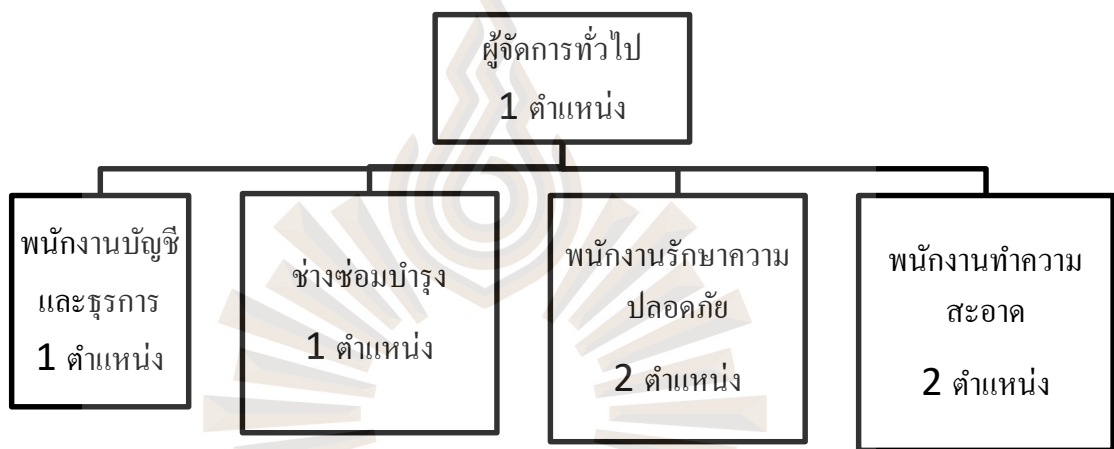 ผู้จัดการทั่วไป
1 ตำแหน่ง
พนักงานบัญชี
และธุรการ
1 ตำแหน่ง
ช่างซ่อมบำรุง
1 ตำแหน่ง
พนักงานรักษาความ
ปลอดภัย
2 ตำแหน่ง
พนักงานทำความ
สะอาด
2 ตำแหน่ง